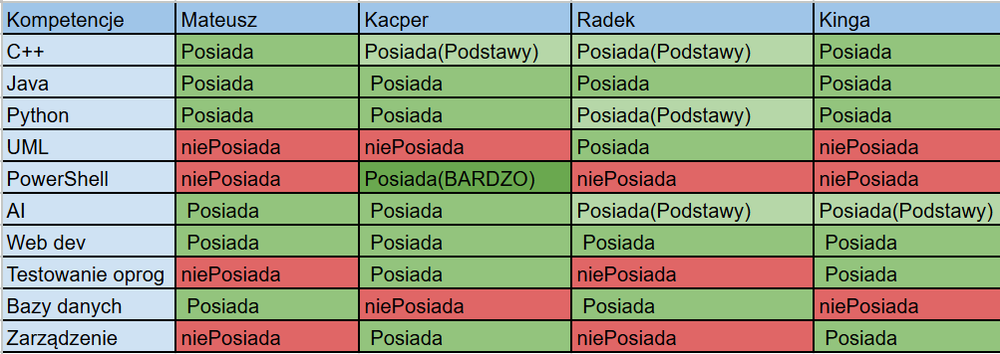 Kompetencje Mateusz Kacper Radek Kinga
C++ Posiada Posiada(Podstawy) Posiada(Podstawy) Posiada
Java Posiada Posiada Posiada Posiada
Python Posiada Posiada Posiada(Podstawy) Posiada
UML niePosiada niePosiada Posiada niePosiada
PowerShell niePosiada Posiada(BARDZO) niePosiada niePosiada
AI Posiada Posiada Posiada(Podstawy) Posiada(Podstawy)
Web dev Posiada Posiada Posiada Posiada
Testowanie oprog niePosiada Posiada niePosiada Posiada
Bazy danych Posiada niePosiada Posiada niePosiada
Zarządzenie niePosiada Posiada niePosiada Posiada